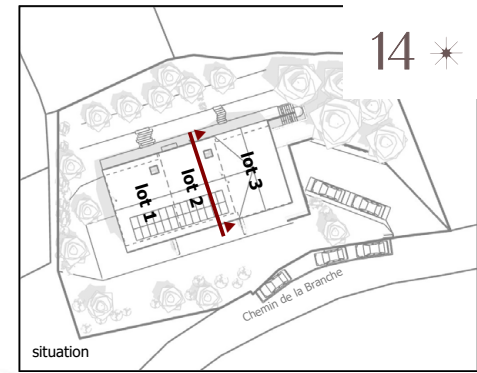 14
lot 1
lot 2
lot 3
Chemin de la Branche
situation